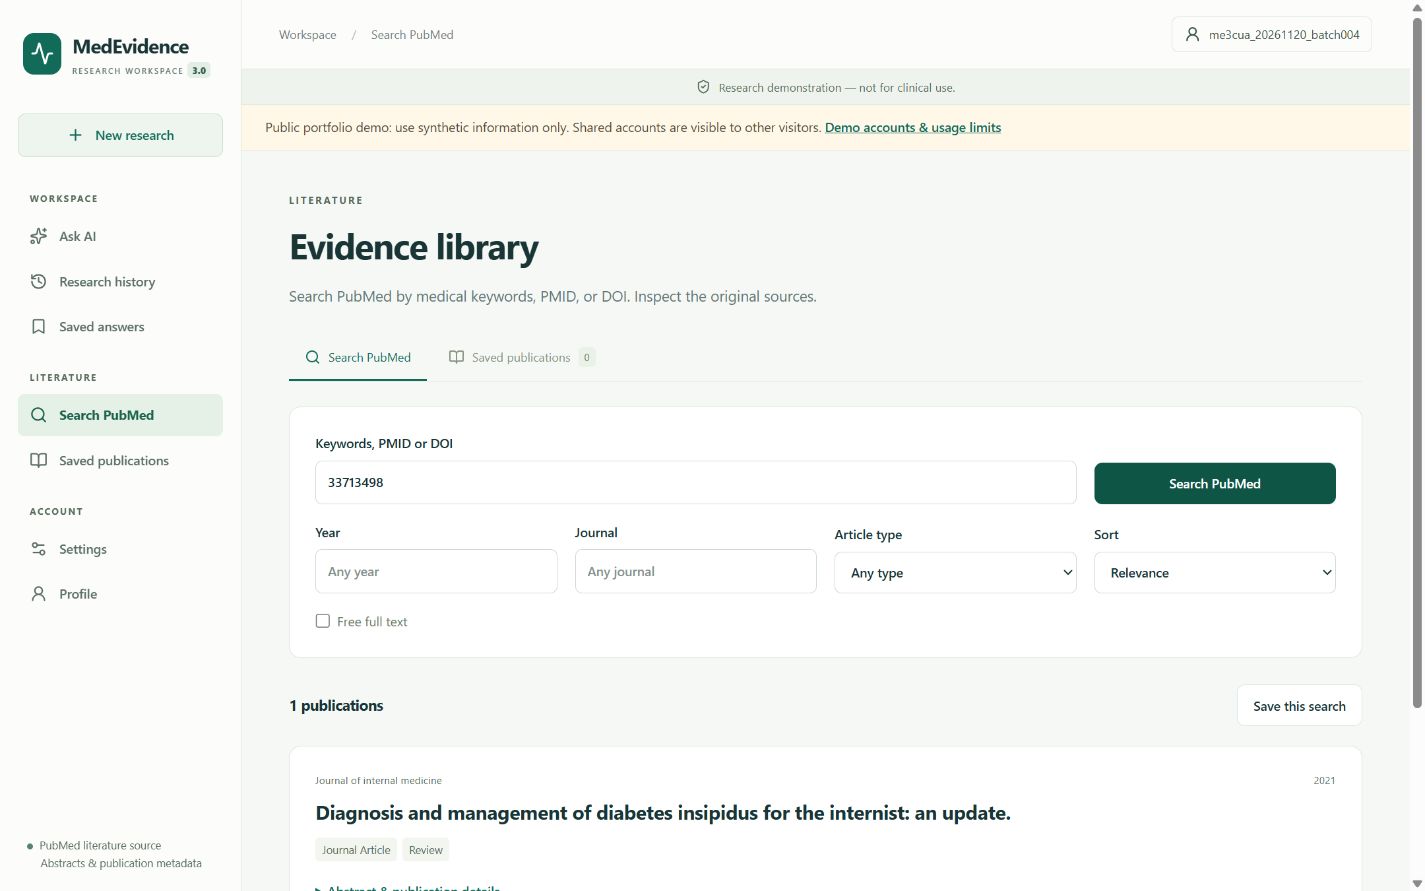 MedEvidence
RESEARCH WORKSPACE 3.0
New research
WORKSPACE
Ask AI
Research history
Saved answers
LITERATURE
Search PubMed
Saved publications
ACCOUNT
Settings
Profile
PubMed literature source
Abstracts & publication metadata
Workspace / Search PubMed
me3cua_20261120_batch004
Research demonstration — not for clinical use.
Public portfolio demo: use synthetic information only. Shared accounts are visible to other visitors. Demo accounts & usage limits
LITERATURE
Evidence library
Search PubMed by medical keywords, PMID, or DOI. Inspect the original sources.
Search PubMed
Saved publications 0
Keywords, PMID or DOI
33713498
Search PubMed
Year
Journal
Article type
Sort
Any year
Any journal
Any type
Relevance
Free full text
1 publications
Save this search
Journal of internal medicine
2021
Diagnosis and management of diabetes insipidus for the internist: an update.
Journal Article
Review
Abstract & publication details